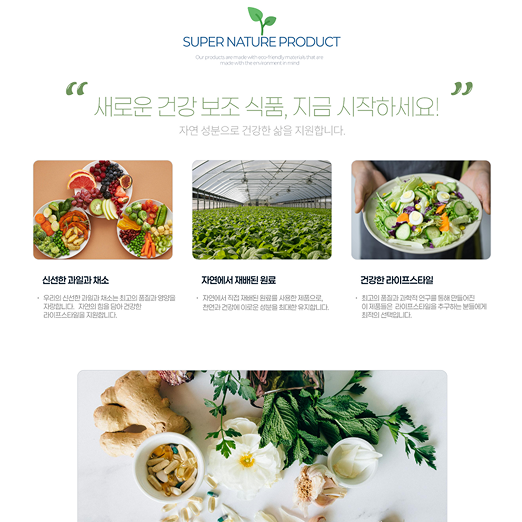 SUPER NATURE PRODUCT
Our products are made with eco-friendly materials that are
made with the environment in mind
“ 새로운 건강 보조 식품, 지금 시작하세요! ”
자연 성분으로 건강한 삶을 지원합니다.
신선한 과일과 채소
· 우리의 신선한 과일과 채소는 최고의 품질과 영양을
자랑합니다. 자연의 힘을 담아 건강한
라이프스타일을 지원합니다.
자연에서 재배된 원료
· 자연에서 직접 재배된 원료를 사용한 제품으로,
천연과 건강에 이로운 성분을 최대한 유지합니다.
건강한 라이프스타일
· 최고의 품질과 과학적 연구를 통해 만들어진
이 제품들은 라이프스타일을 추구하는 분들에게
최적의 선택입니다.